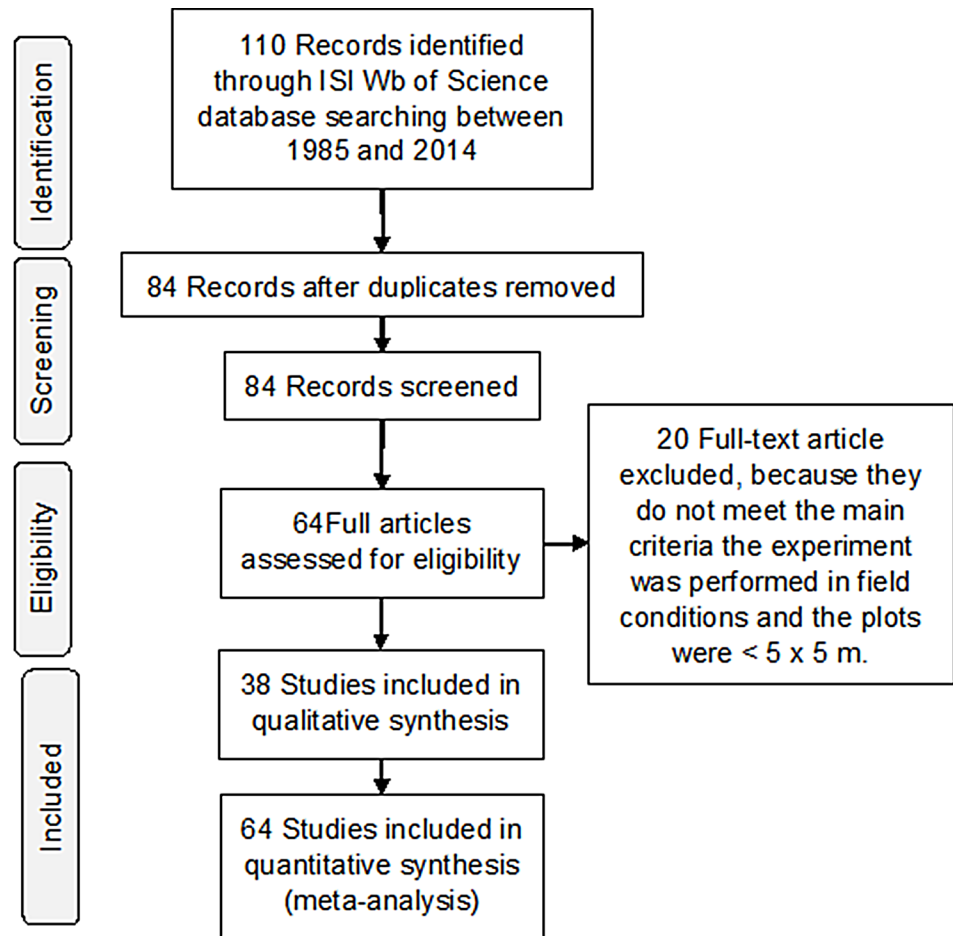 Identification
110 Records identified
through ISI Wb of Science
database searching between
1985 and 2014
Screening
84 Records after duplicates removed
84 Records screened
Eligibility
64Full articles
assessed for eligibility
20 Full-text article
excluded, because they
do not meet the main
criteria the experiment
was performed in field
conditions and the plots
were < 5 x 5 m.
Included
38 Studies included in
qualitative synthesis
64 Studies included in
quantitative synthesis
(meta-analysis)